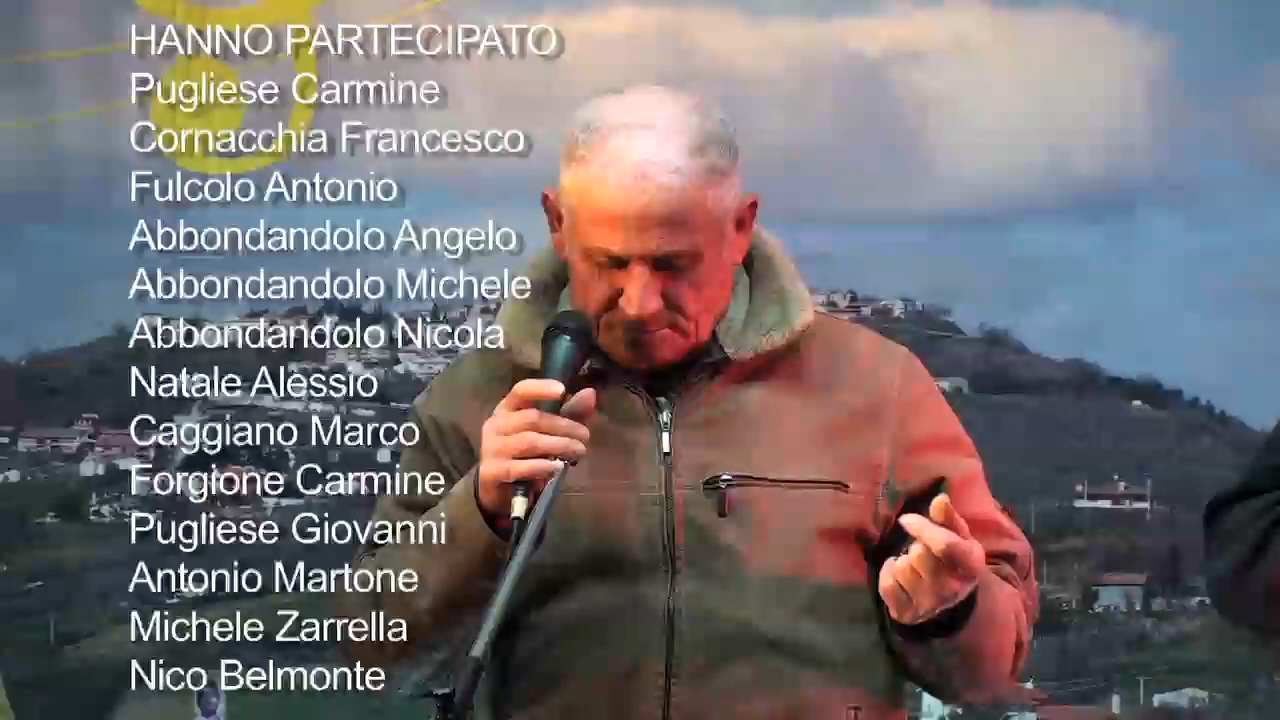 HANNO PARTECIPATO
Pugliese Carmine
Cornacchia Francesco
Fulcolo Antonio
Abbondandolo Angelo
Abbondandolo Michele
Abbondandolo Nicola
Natale Alessio
Caggiano Marco
Forgione Carmine
Pugliese Giovanni
Antonio Martone
Michele Zarrella
Nico Belmonte